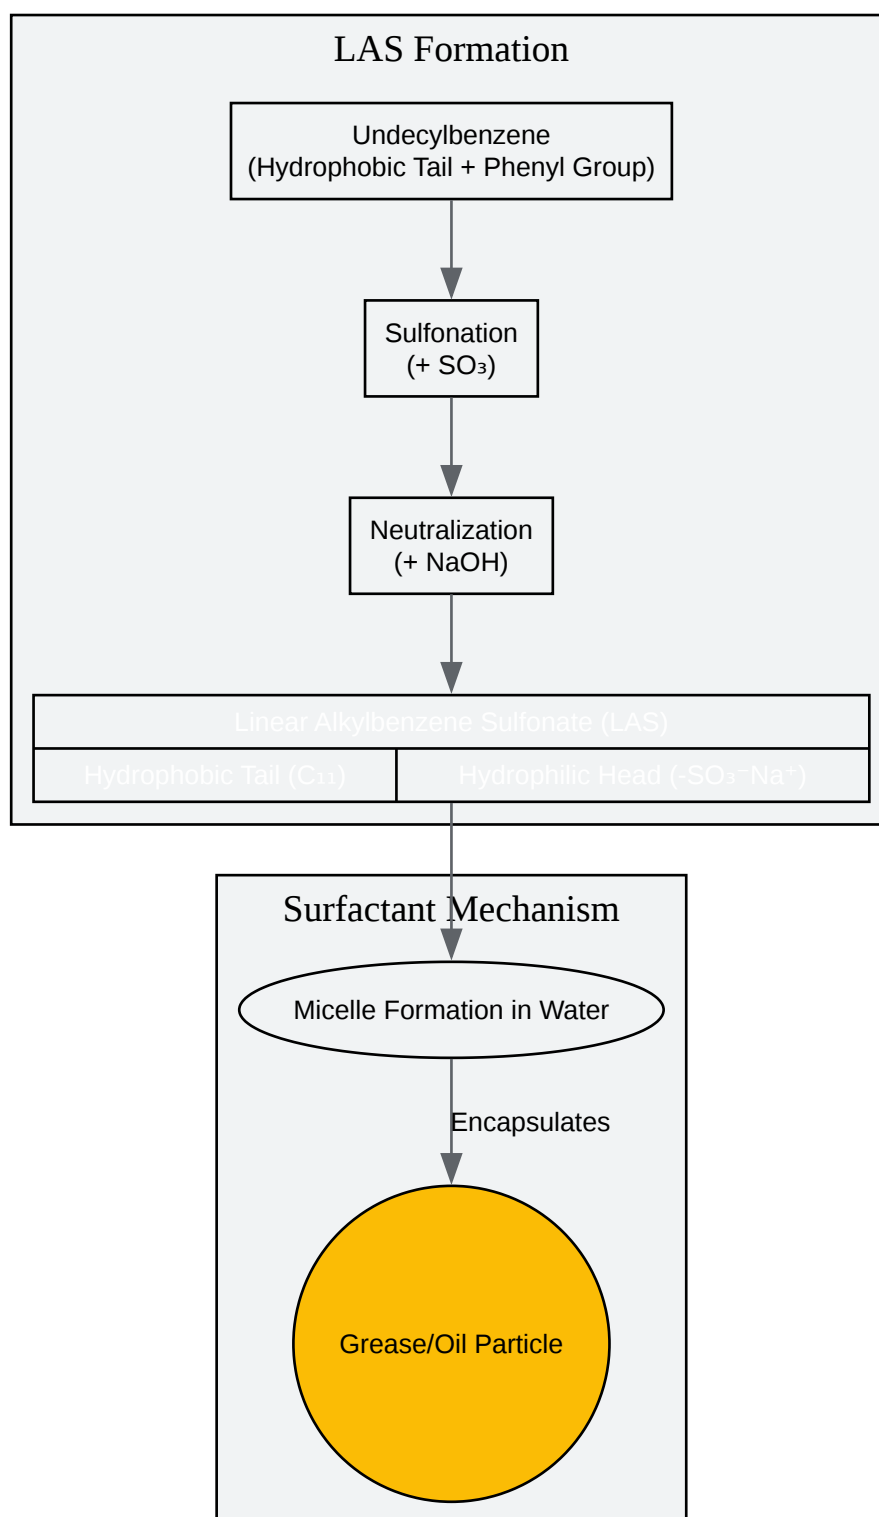 LAS Formation
Undecylbenzene
(Hydrophobic Tail + Phenyl Group)
Sulfonation
(+ SO₃)
Neutralization
(+ NaOH)
Linear Alkylbenzene Sulfonate (LAS)
Hydrophobic Tail (C₁₁)
Hydrophilic Head (-SO₃⁻Na⁺)
Surfactant Mechanism
Micelle Formation in Water
Encapsulates
Grease/Oil Particle